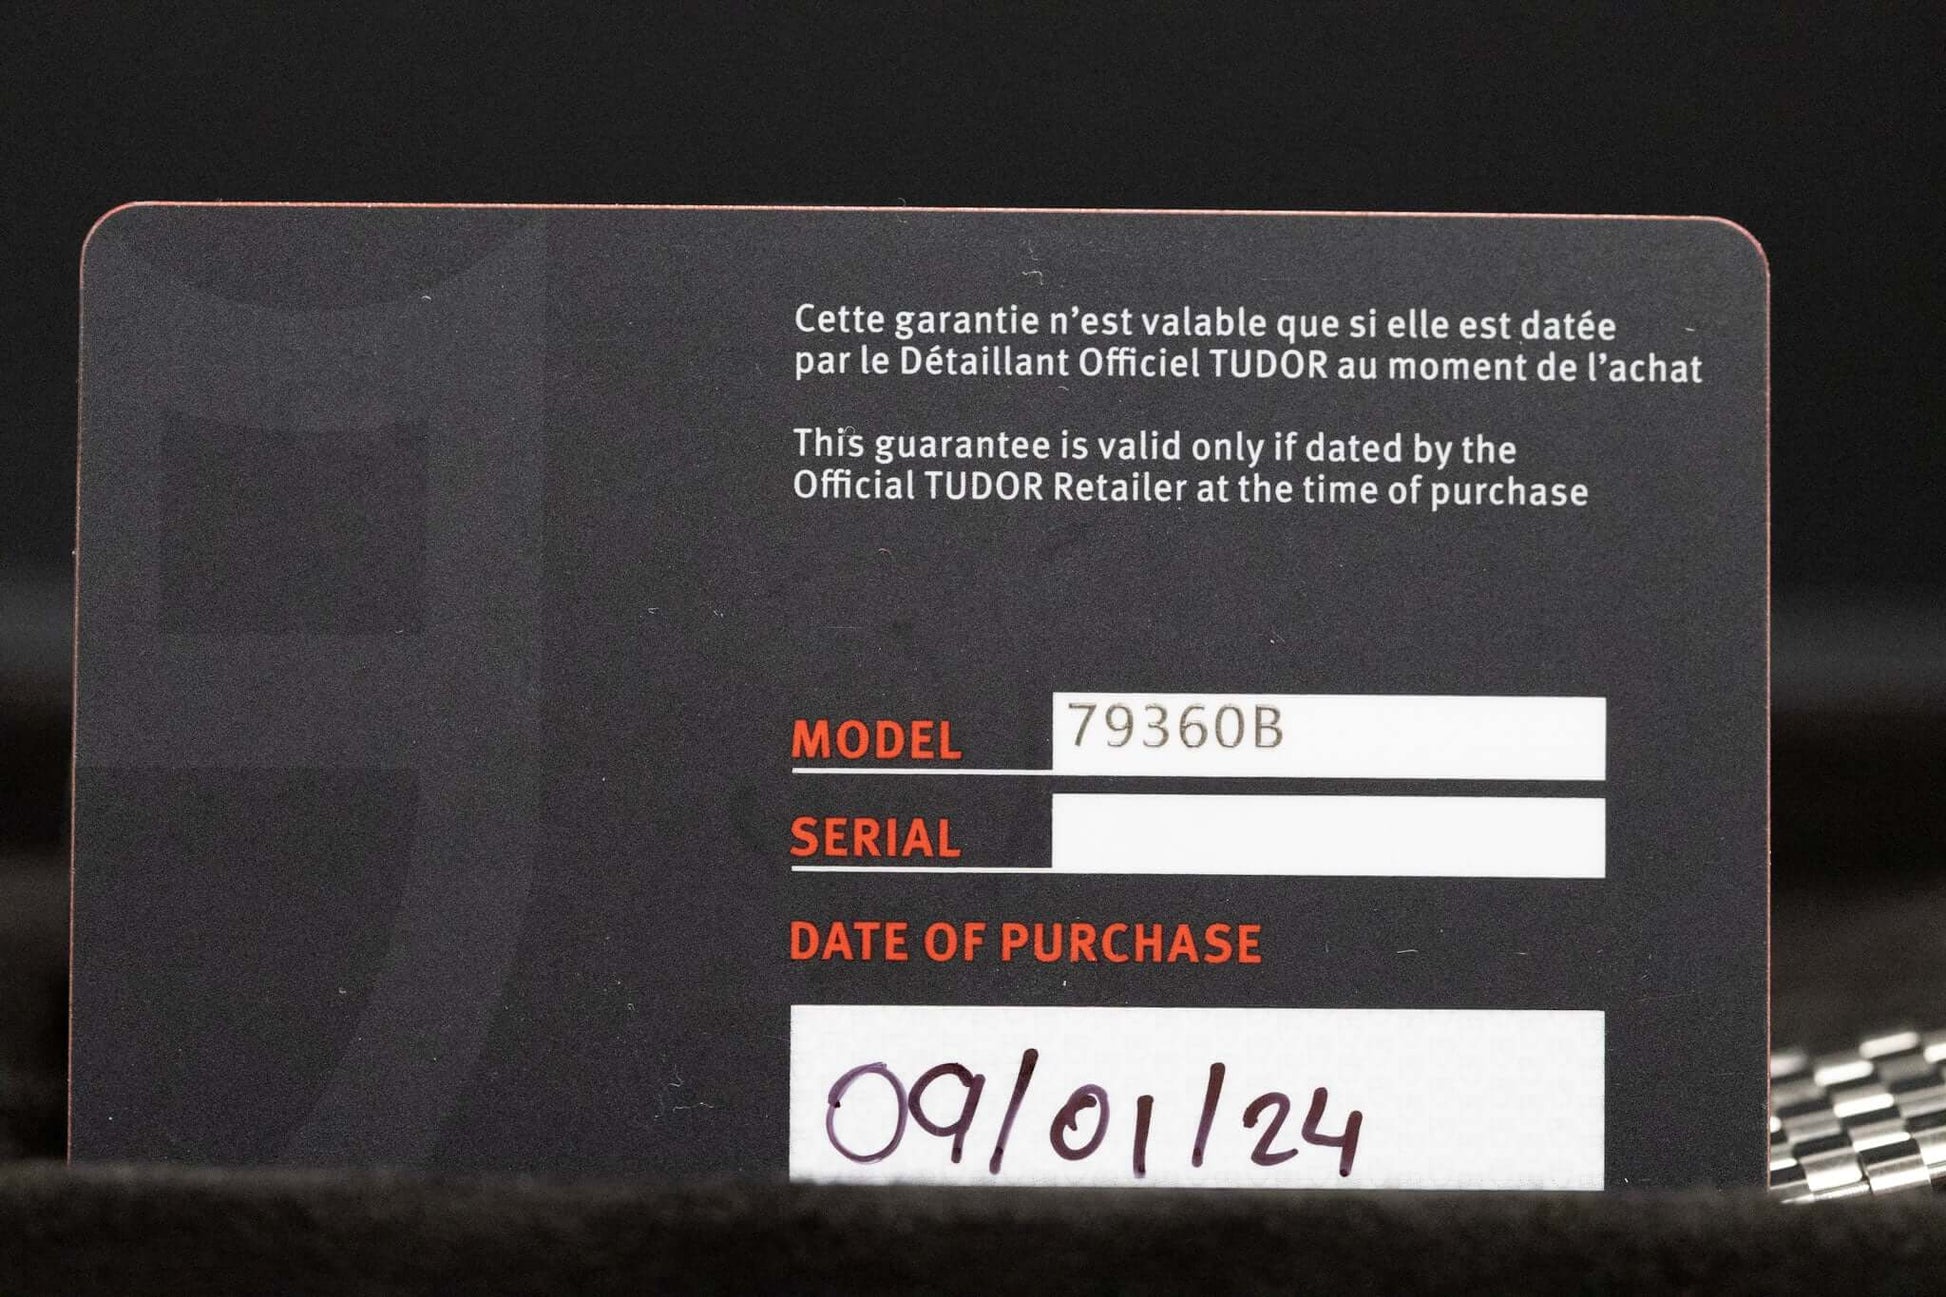 Cette garantie n'est valable que si elle est datée
par le Détaillant Officiel TUDOR au moment de l'achat
This guarantee is valid only if dated by the
Official TUDOR Retailer at the time of purchase
MODEL 79360B
SERIAL
DATE OF PURCHASE
09/01/24